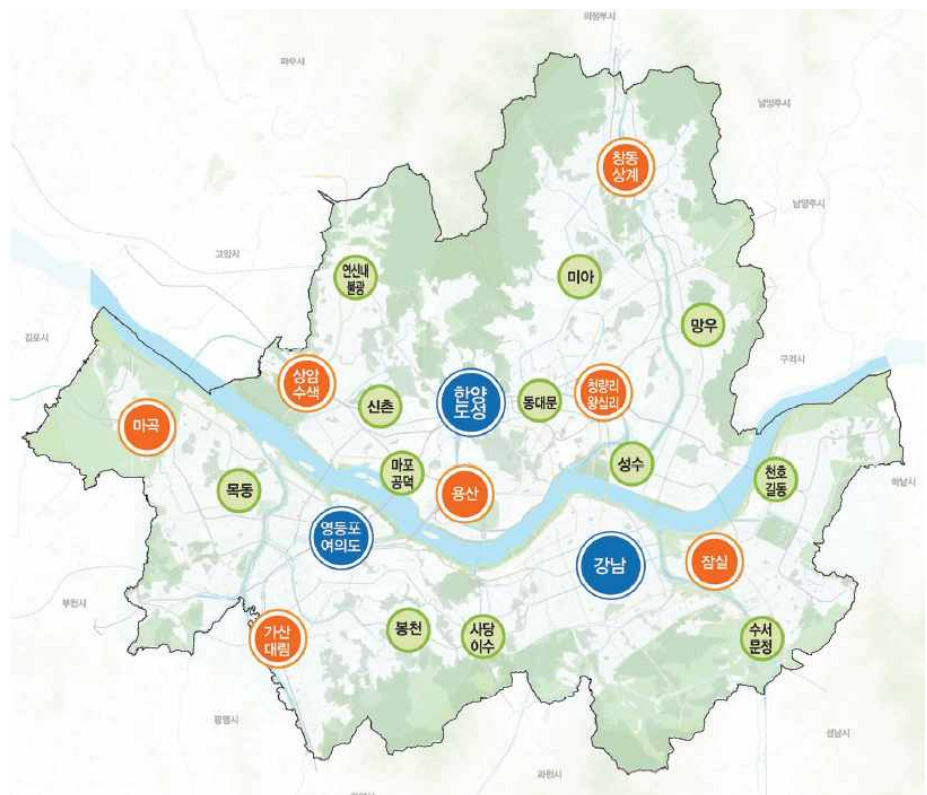 의정부시
파주시
남양주시
창동
상계
남양주시
고양시
연신내
불광
미아
망우
김포시
구리시
상암
수색
신촌
한양
도성
동대문
청량리
왕십리
마곡
마포
공덕
성수
천호
길동
목동
용산
하남시
영등포
여의도
강남
잠실
부천시
가산
대림
봉천
사당
이수
수서
문정
광명시
성남시
과천시